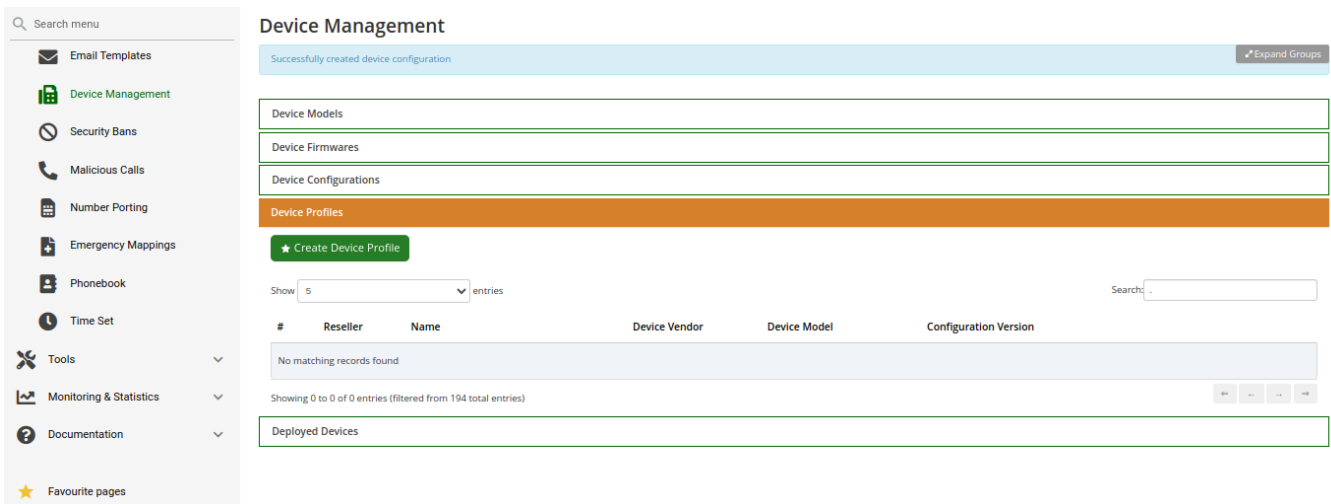 Search menu
Email Templates
Device Management
Security Bans
Malicious Calls
Number Porting
Emergency Mappings
Phonebook
Time Set
Tools
Monitoring & Statistics
Documentation
Favourite pages
Device Management
Successfully created device configuration
Expand Groups
Device Models
Device Firmwares
Device Configurations
Device Profiles
Create Device Profile
Show 5 entries
Search: .
# Reseller Name Device Vendor Device Model Configuration Version
No matching records found
Showing 0 to 0 of 0 entries (filtered from 194 total entries)
⇐ ← → ⇒
Deployed Devices